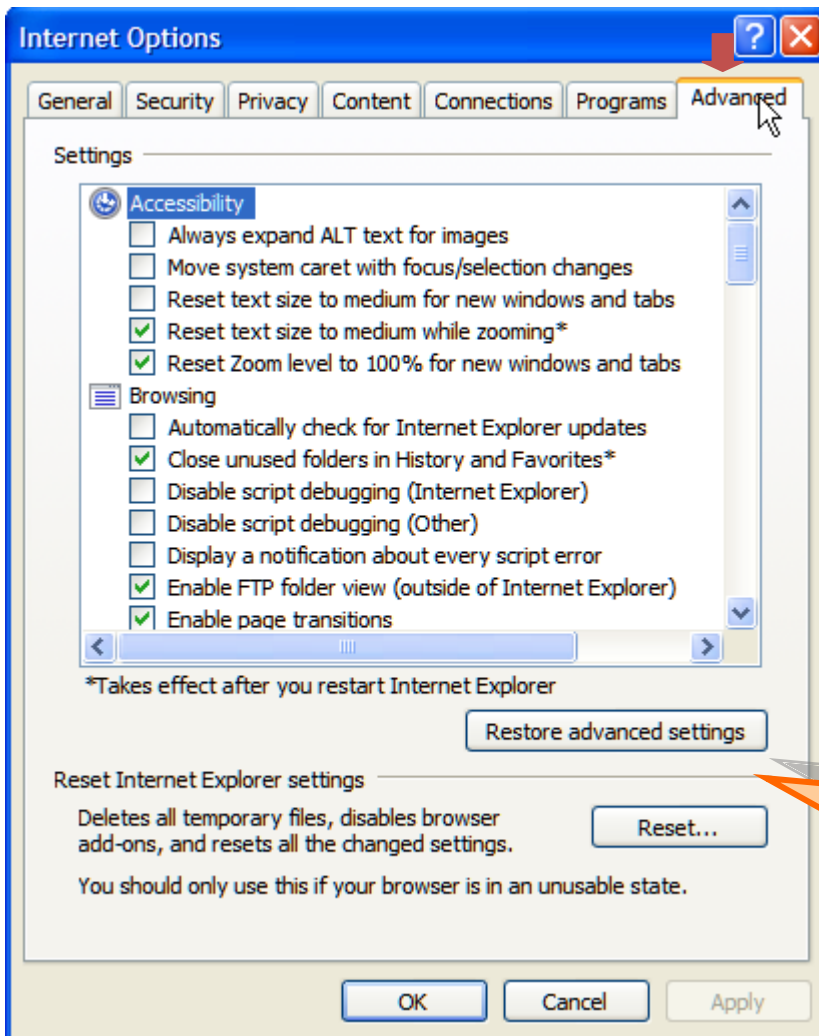 Internet Options
?
General Security Privacy Content Connections Programs Advanced
Settings
Accessibility
Always expand ALT text for images
Move system caret with focus/selection changes
Reset text size to medium for new windows and tabs
Reset text size to medium while zooming*
Reset Zoom level to 100% for new windows and tabs
Browsing
Automatically check for Internet Explorer updates
Close unused folders in History and Favorites*
Disable script debugging (Internet Explorer)
Disable script debugging (Other)
Display a notification about every script error
Enable FTP folder view (outside of Internet Explorer)
Enable page transitions
*Takes effect after you restart Internet Explorer
Restore advanced settings
Reset Internet Explorer settings
Deletes all temporary files, disables browser
add-ons, and resets all the changed settings.
Reset...
You should only use this if your browser is in an unusable state.
OK Cancel Apply